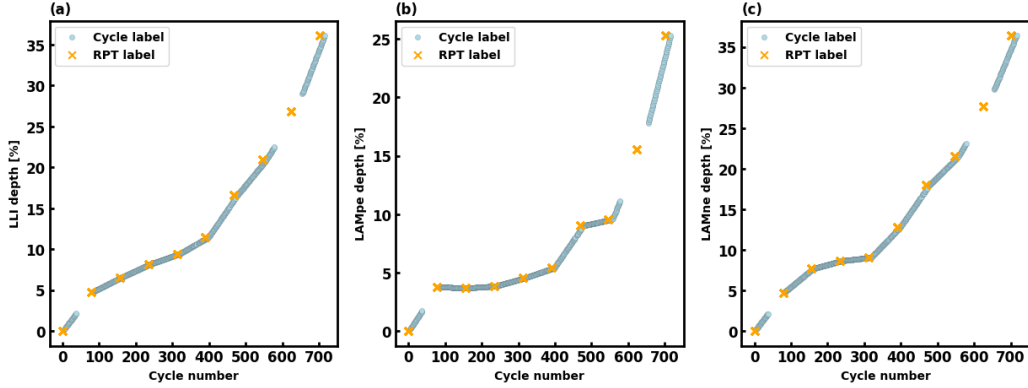 (a)
LLI depth [%]
35
30
25
20
15
10
5
0
Cycle label
RPT label
0 100 200 300 400 500 600 700
Cycle number
(b)
LAMpe depth [%]
25
20
15
10
5
0
Cycle label
RPT label
0 100 200 300 400 500 600 700
Cycle number
(c)
LAMne depth [%]
35
30
25
20
15
10
5
0
Cycle label
RPT label
0 100 200 300 400 500 600 700
Cycle number